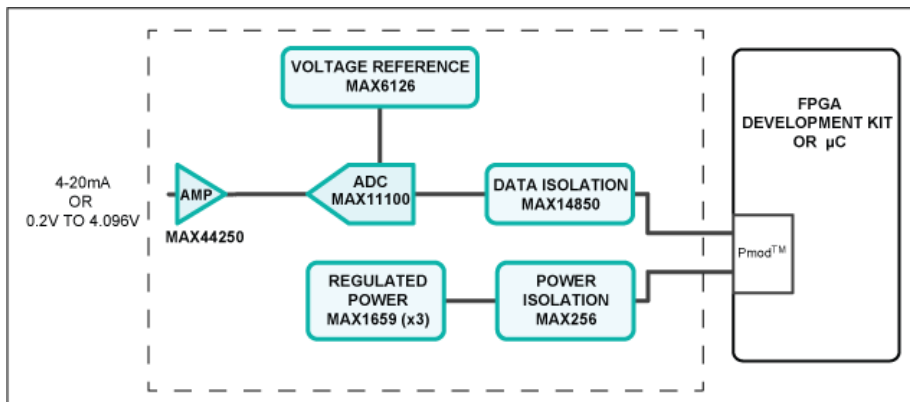 VOLTAGE REFERENCE
MAX6126
FPGA
DEVELOPMENT KIT
OR µC
4-20mA
OR
0.2V TO 4.096V
AMP
MAX44250
ADC
MAX11100
DATA ISOLATION
MAX14850
Pmod™
REGULATED
POWER
MAX1659 (x3)
POWER
ISOLATION
MAX256